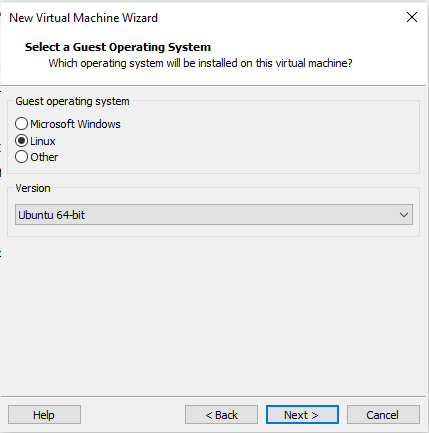 New Virtual Machine Wizard
Select a Guest Operating System
Which operating system will be installed on this virtual machine?
Guest operating system
Microsoft Windows
Linux
Other
Version
Ubuntu 64-bit
Help
< Back
Next >
Cancel